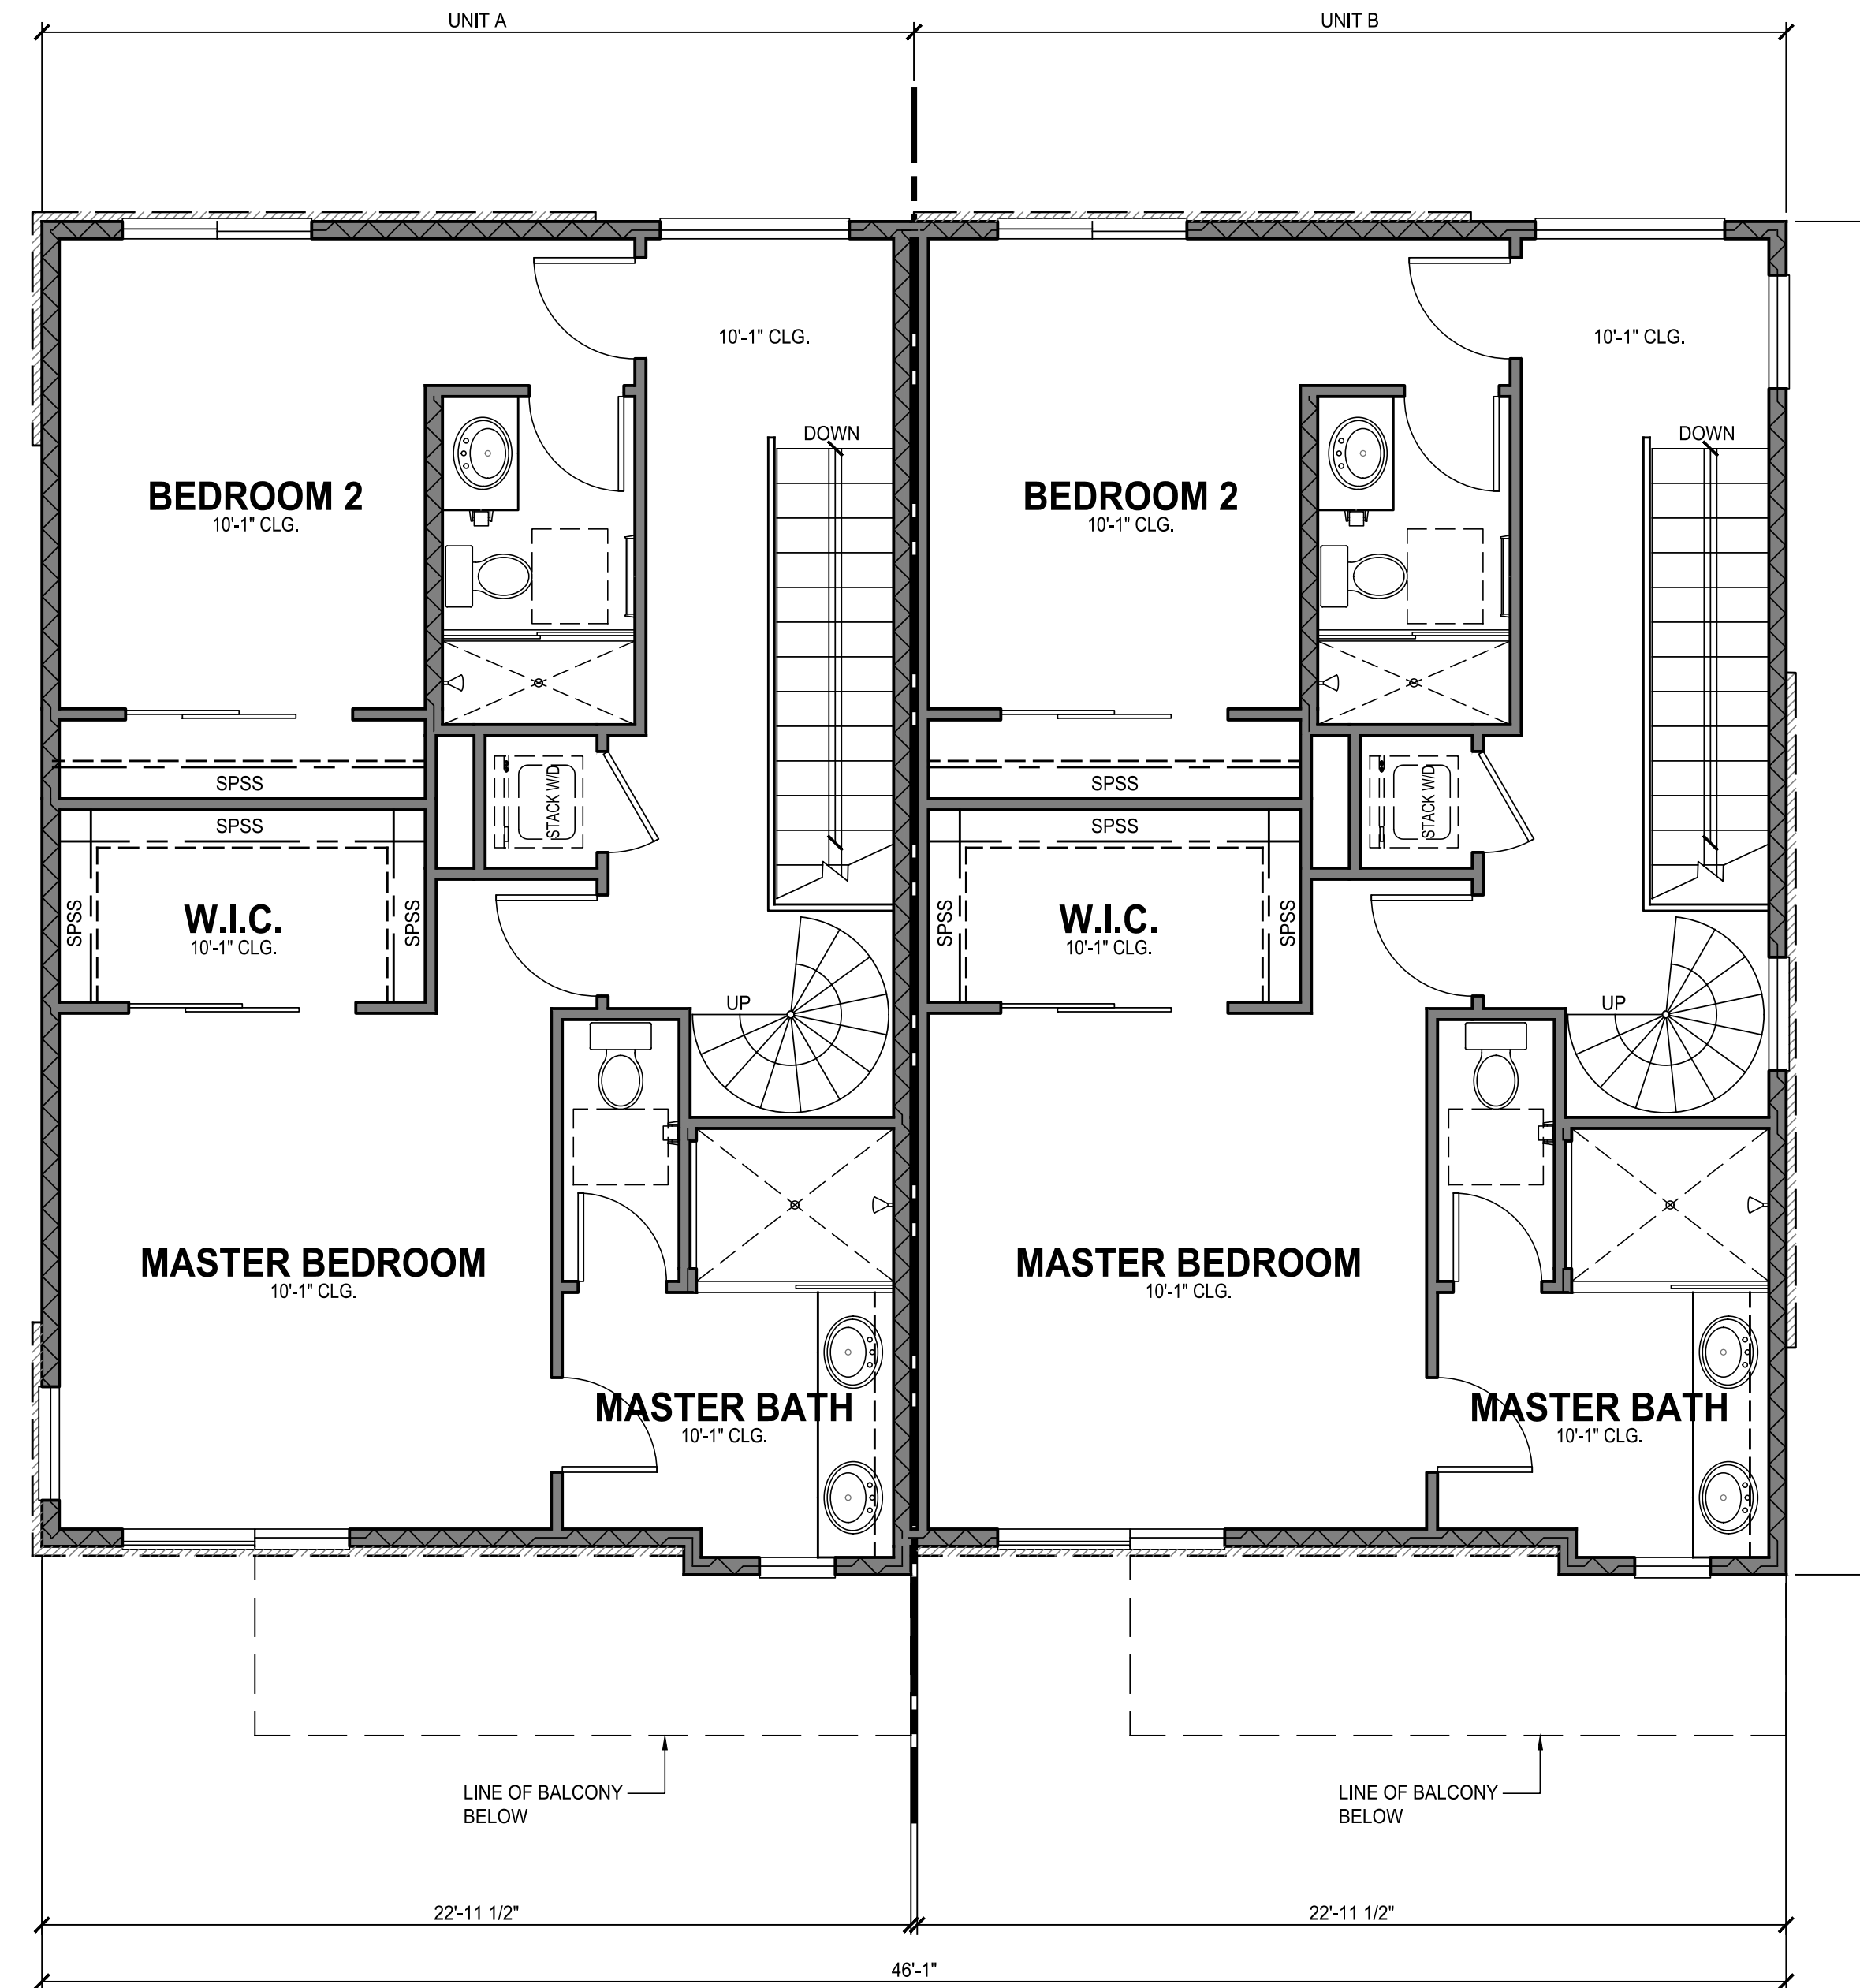 UNIT A
UNIT B
10'-1" CLG.
10'-1" CLG.
DOWN
DOWN
BEDROOM 2
10'-1" CLG.
BEDROOM 2
10'-1" CLG.
SPSS
STACK W/D
SPSS
STACK W/D
SPSS
SPSS
SPSS
W.I.C.
10'-1" CLG.
SPSS
SPSS
W.I.C.
10'-1" CLG.
SPSS
UP
UP
MASTER BEDROOM
10'-1" CLG.
MASTER BEDROOM
10'-1" CLG.
MASTER BATH
10'-1" CLG.
MASTER BATH
10'-1" CLG.
LINE OF BALCONY
BELOW
LINE OF BALCONY
BELOW
22'-11 1/2"
22'-11 1/2"
46'-1"